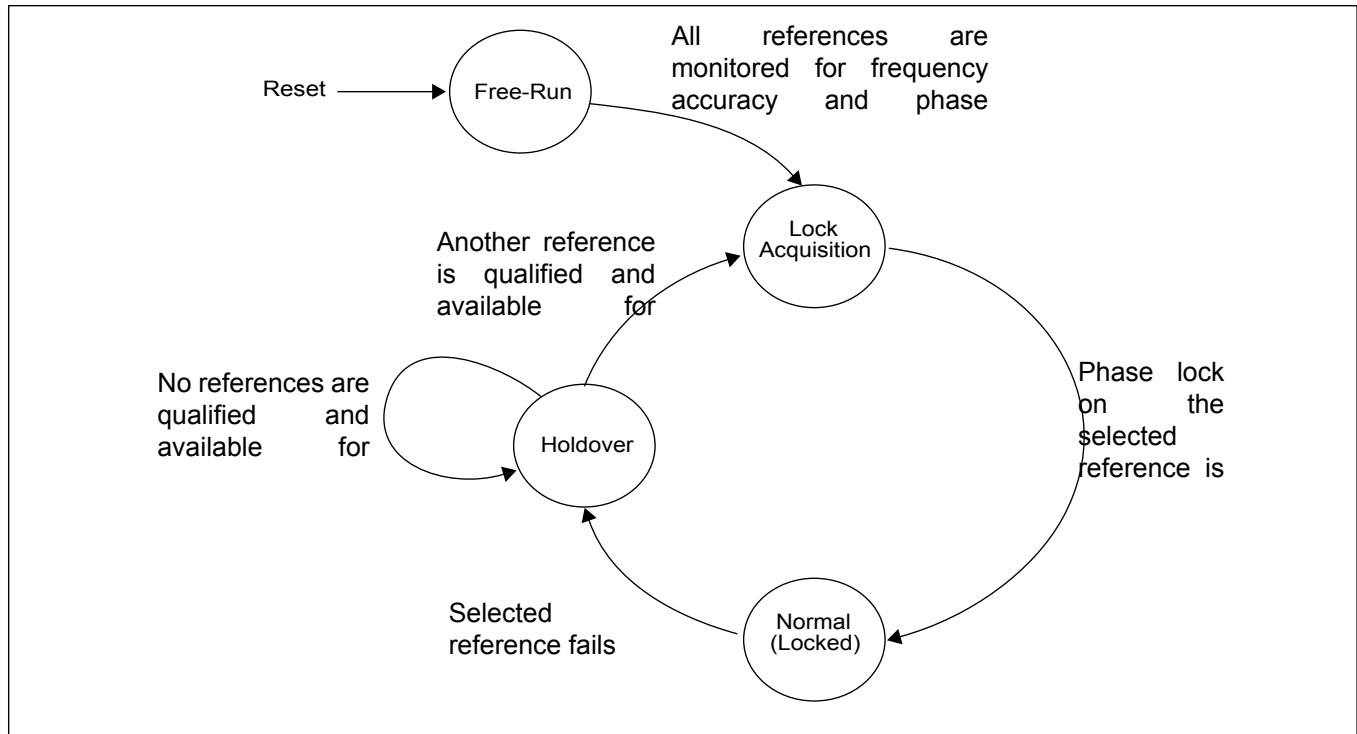 All references are
monitored for frequency
accuracy and phase
Reset
Free-Run
Lock
Acquisition
Another reference
is qualified and
available for
No references are
qualified and
available for
Holdover
Phase lock
on the
selected
reference is
Selected
reference fails
Normal
(Locked)